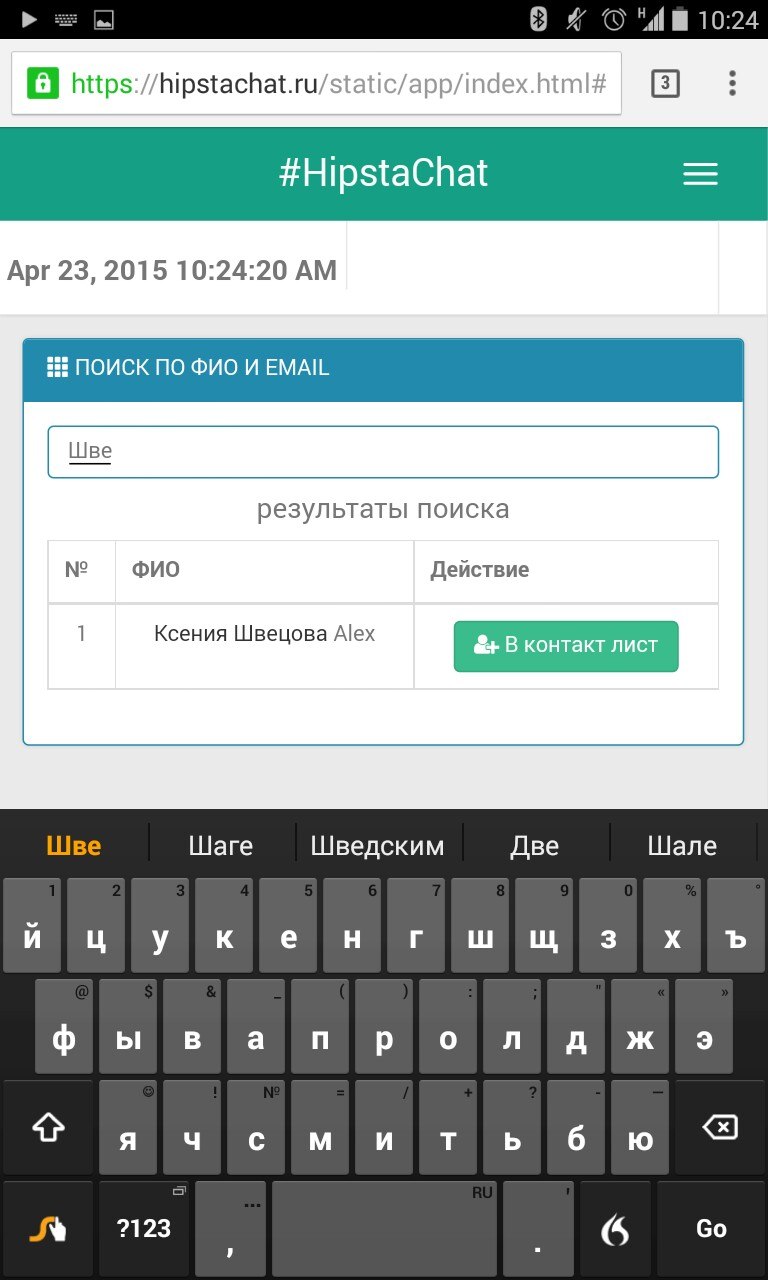 10:24
https://hipstachat.ru/static/app/index.html#
3
#HipstaChat
Apr 23, 2015 10:24:20 AM
ПОИСК ПО ФИО И EMAIL
Шве
результаты поиска
№ ФИО Действие
1 Ксения Швецова Alex В контакт лист
Шве Шаге Шведским Две Шале
1 2 3 4 5 6 7 8 9 0 % °
й ц у к е н г ш щ з х ъ
@ $ & _ ( ) : ; " « »
ф ы в а п р о л д ж э
☺ ! № = / + ? - —
я ч с м и т ь б ю
... RU '
?123 , . Go